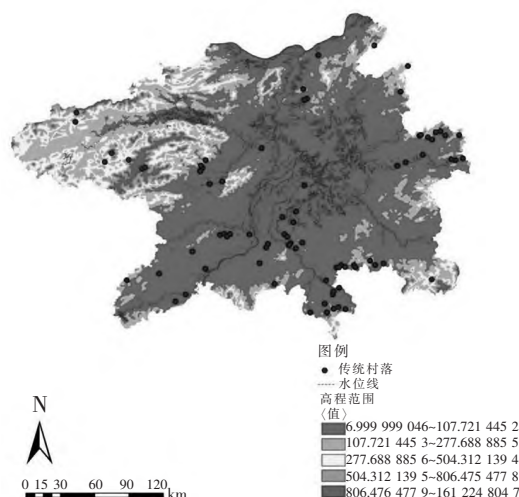 图例
传统村落
水位线
高程范围
〈值〉
6.999 999 046~107.721 445 2
107.721 445 3~277.688 885 5
277.688 885 6~504.312 139 4
504.312 139 5~806.475 477 8
806.476 477 9~161 224 804 7
N
0 15 30 60 90 120
km